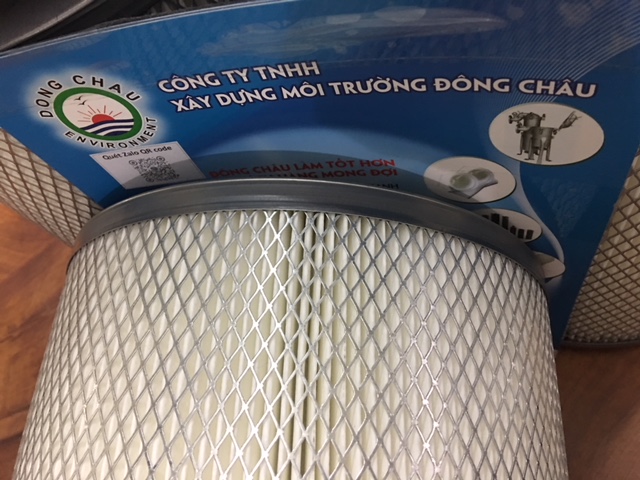 CÔNG TY TNHH
XÂY DỰNG MÔI TRƯỜNG ĐÔNG CHÂU
DONG CHAU
ENVIRONMENT
Quét Zalo QR code
ĐÔNG CHÂU LÀM TỐT HƠN
MONG ĐỢI